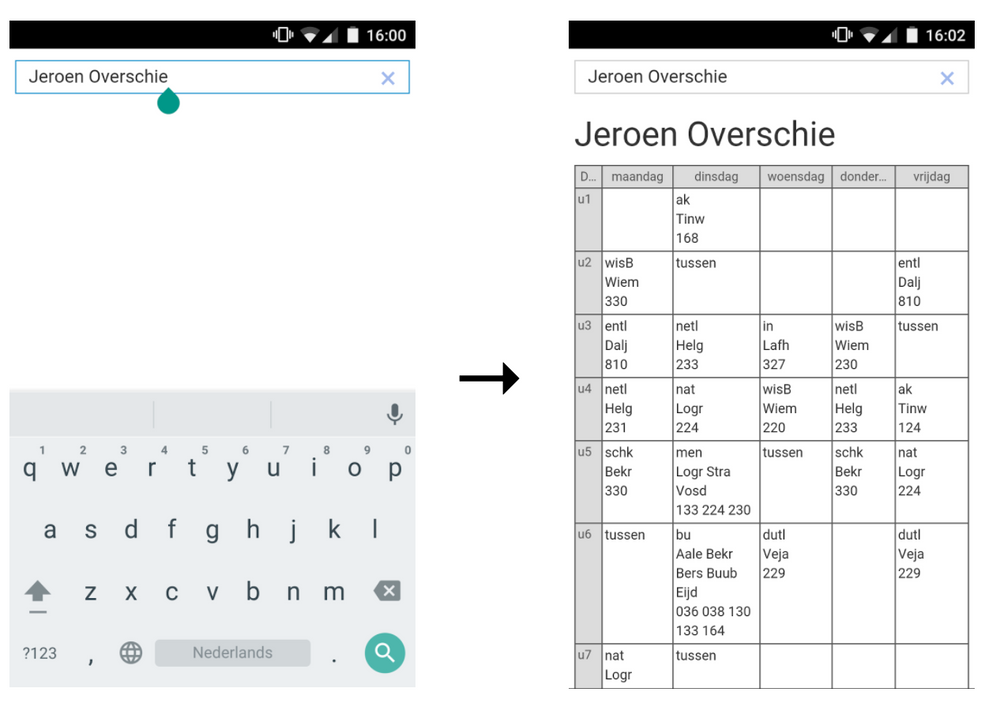 16:00
Jeroen Overschie
1 2 3 4 5 6 7 8 9 0
q w e r t y u i o p
a s d f g h j k l
z x c v b n m
?123 , Nederlands .
16:02
Jeroen Overschie
Jeroen Overschie
D... maandag dinsdag woensdag donder... vrijdag
u1 ak
Tinw
168
u2 wisB tussen entl
Wiem Dalj
330 810
u3 entl netl in wisB tussen
Dalj Helg Lafh Wiem
810 233 327 230
u4 netl nat wisB netl ak
Helg Logr Wiem Helg Tinw
231 224 220 233 124
u5 schk men tussen schk nat
Bekr Logr Stra Bekr Logr
330 Vosd 330 224
133 224 230
u6 tussen bu dutl dutl
Aale Bekr Veja Veja
Bers Buub 229 229
Eijd
036 038 130
133 164
u7 nat tussen
Logr